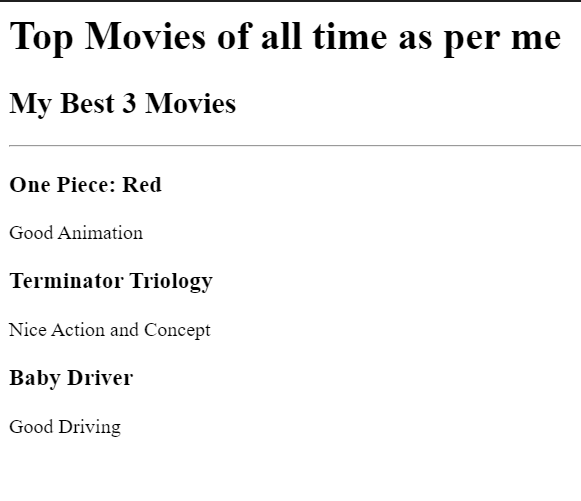 Top Movies of all time as per me
My Best 3 Movies
One Piece: Red
Good Animation
Terminator Triology
Nice Action and Concept
Baby Driver
Good Driving